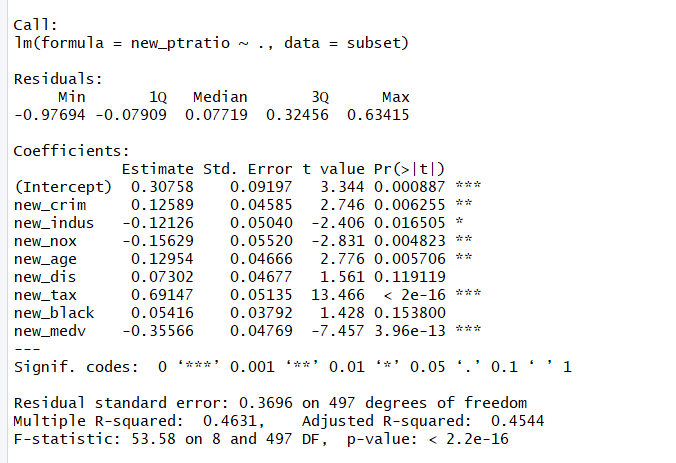 Call:
lm(formula = new_ptratio ~ ., data = subset)
Residuals:
Min 1Q Median 3Q Max
-0.97694 -0.07909 0.07719 0.32456 0.63415
Coefficients:
Estimate Std. Error t value Pr(>|t|)
(Intercept) 0.30758 0.09197 3.344 0.000887 ***
new_crim 0.12589 0.04585 2.746 0.006255 **
new_indus -0.12126 0.05040 -2.406 0.016505 *
new_nox -0.15629 0.05520 -2.831 0.004823 **
new_age 0.12954 0.04666 2.776 0.005706 **
new_dis 0.07302 0.04677 1.561 0.119119
new_tax 0.69147 0.05135 13.466 < 2e-16 ***
new_black 0.05416 0.03792 1.428 0.153800
new_medv -0.35566 0.04769 -7.457 3.96e-13 ***
---
Signif. codes: 0 ‘***’ 0.001 ‘**’ 0.01 ‘*’ 0.05 ‘.’ 0.1 ‘ ’ 1
Residual standard error: 0.3696 on 497 degrees of freedom
Multiple R-squared: 0.4631, Adjusted R-squared: 0.4544
F-statistic: 53.58 on 8 and 497 DF, p-value: < 2.2e-16